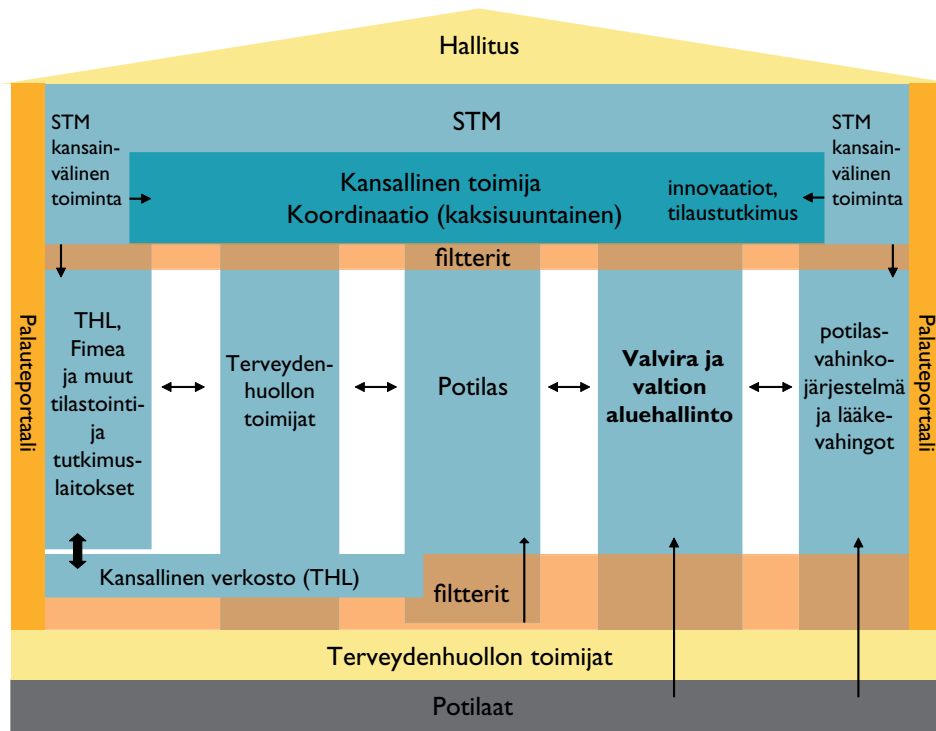 Hallitus
STM
kansain-
välinen
toiminta
STM
STM
kansain-
välinen
toiminta
Kansallinen toimija
Koordinaatio (kaksisuuntainen)
innovaatiot,
tilaustutkimus
filtterit
Palauteportaali
THL,
Fimea
ja muut
tilastointi-
ja
tutkimus-
laitokset
Terveyden-
huollon
toimijat
Potilas
Valvira ja
valtion
aluehallinto
potilas-
vahinko-
järjestelmä
ja lääke-
vahingot
Palauteportaali
Kansallinen verkosto (THL)
filtterit
Terveydenhuollon toimijat
Potilaat